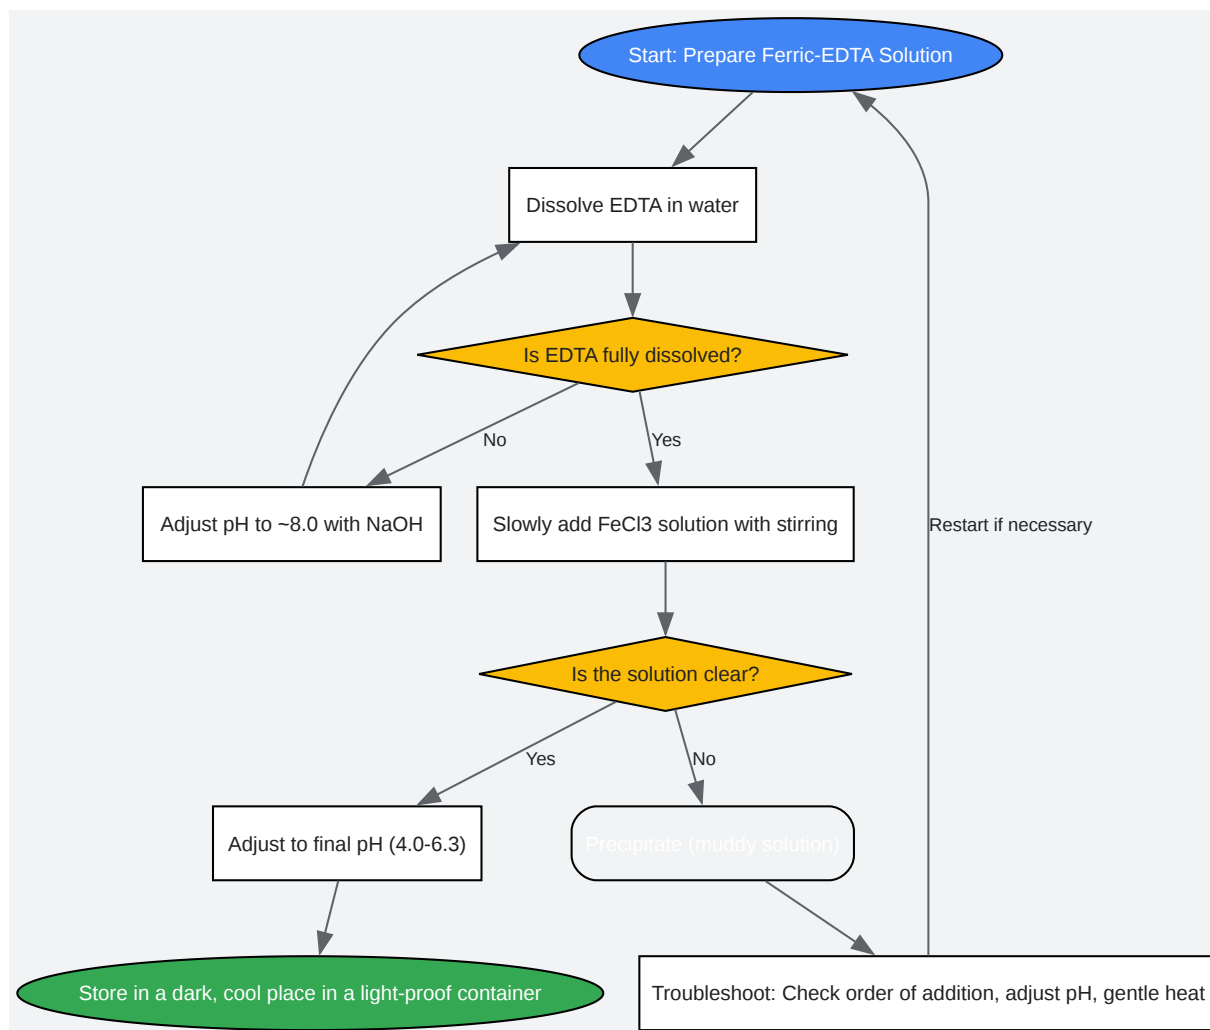 Start: Prepare Ferric-EDTA Solution
Dissolve EDTA in water
Is EDTA fully dissolved?
No
Yes
Adjust pH to ~8.0 with NaOH
Slowly add FeCl3 solution with stirring
Restart if necessary
Is the solution clear?
Yes
No
Adjust to final pH (4.0-6.3)
Precipitate (muddy solution)
Store in a dark, cool place in a light-proof container
Troubleshoot: Check order of addition, adjust pH, gentle heat